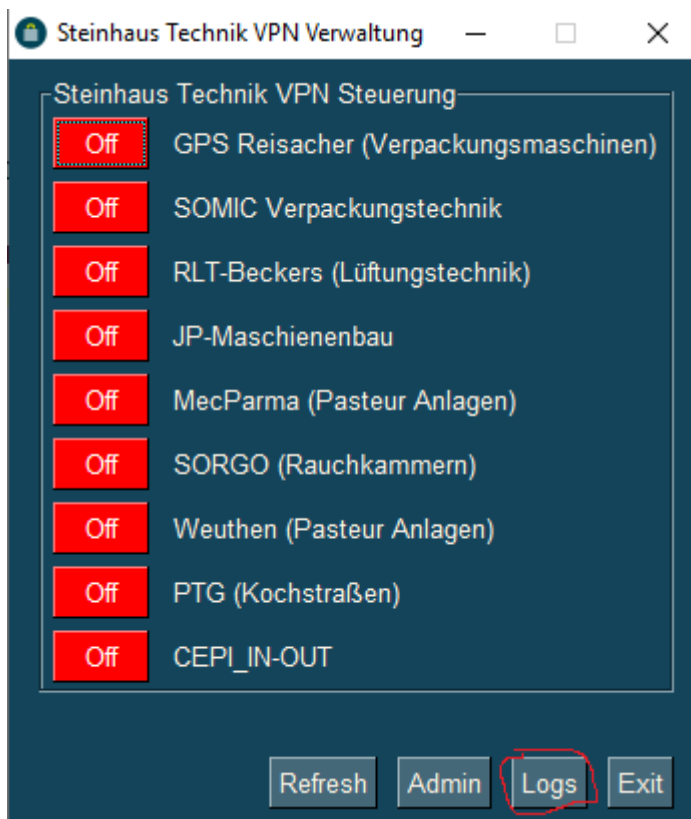 Steinhaus Technik VPN Verwaltung
Steinhaus Technik VPN Steuerung
Off GPS Reisacher (Verpackungsmaschinen)
Off SOMIC Verpackungstechnik
Off RLT-Beckers (Lüftungstechnik)
Off JP-Maschienenbau
Off MecParma (Pasteur Anlagen)
Off SORGO (Rauchkammern)
Off Weuthen (Pasteur Anlagen)
Off PTG (Kochstraßen)
Off CEPI_IN-OUT
Refresh Admin Logs Exit